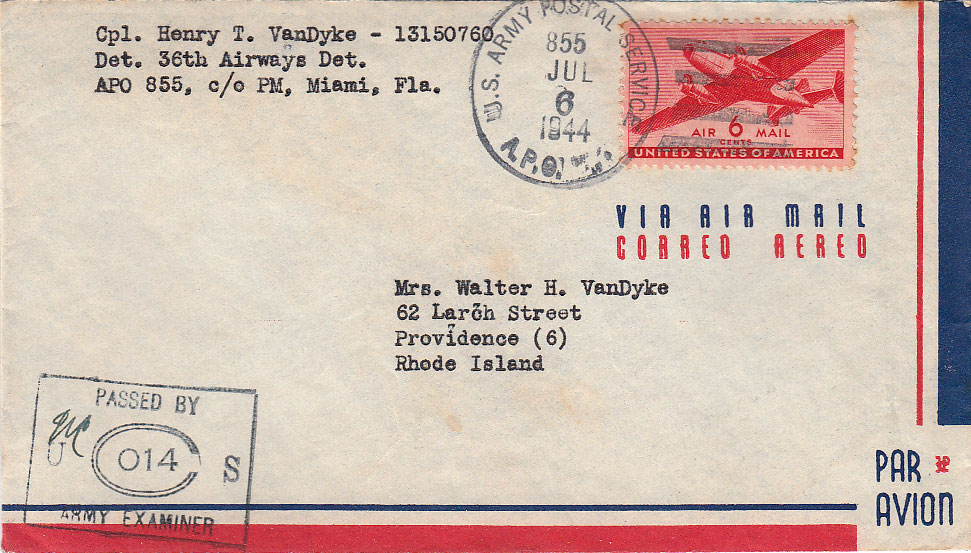 Cpl. Henry T. VanDyke - 13150760
Det. 36th Airways Det.
APO 855, c/o PM, Miami, Fla.
U.S. ARMY POSTAL SERVICE
855
JUL
6
1944
A.P.O.
AIR 6 MAIL
CENTS
UNITED STATES OF AMERICA
VIA AIR MAIL
CORREO AEREO
Mrs. Walter H. VanDyke
62 Larch Street
Providence (6)
Rhode Island
PASSED BY
U 014 S
ARMY EXAMINER
PAR
AVION